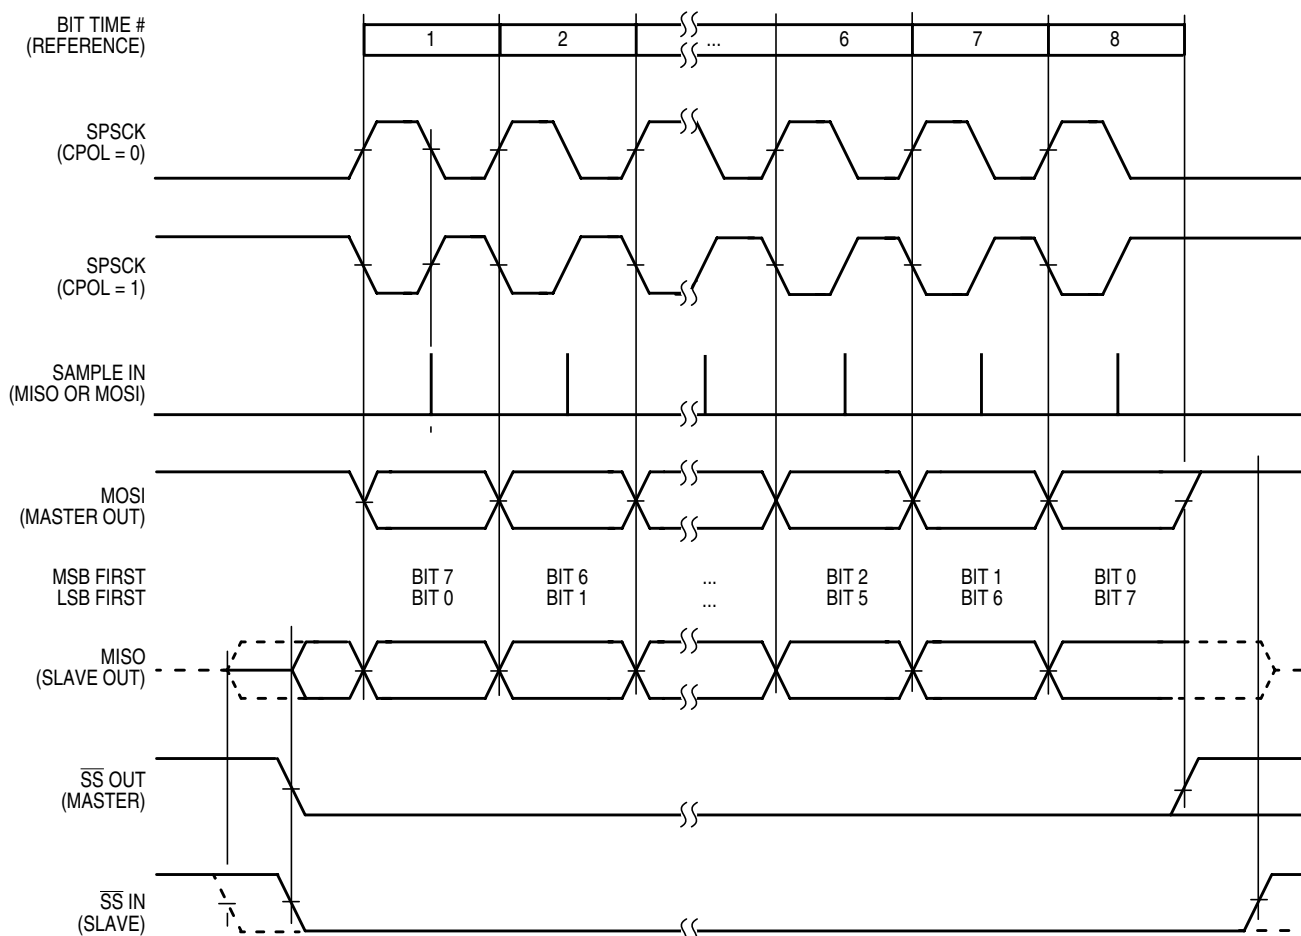 BIT TIME #
(REFERENCE)
1 2 ... 6 7 8
SPSCK
(CPOL = 0)
SPSCK
(CPOL = 1)
SAMPLE IN
(MISO OR MOSI)
MOSI
(MASTER OUT)
MSB FIRST BIT 7 BIT 6 ... BIT 2 BIT 1 BIT 0
LSB FIRST BIT 0 BIT 1 ... BIT 5 BIT 6 BIT 7
MISO
(SLAVE OUT)
S̅S̅ OUT
(MASTER)
S̅S̅ IN
(SLAVE)